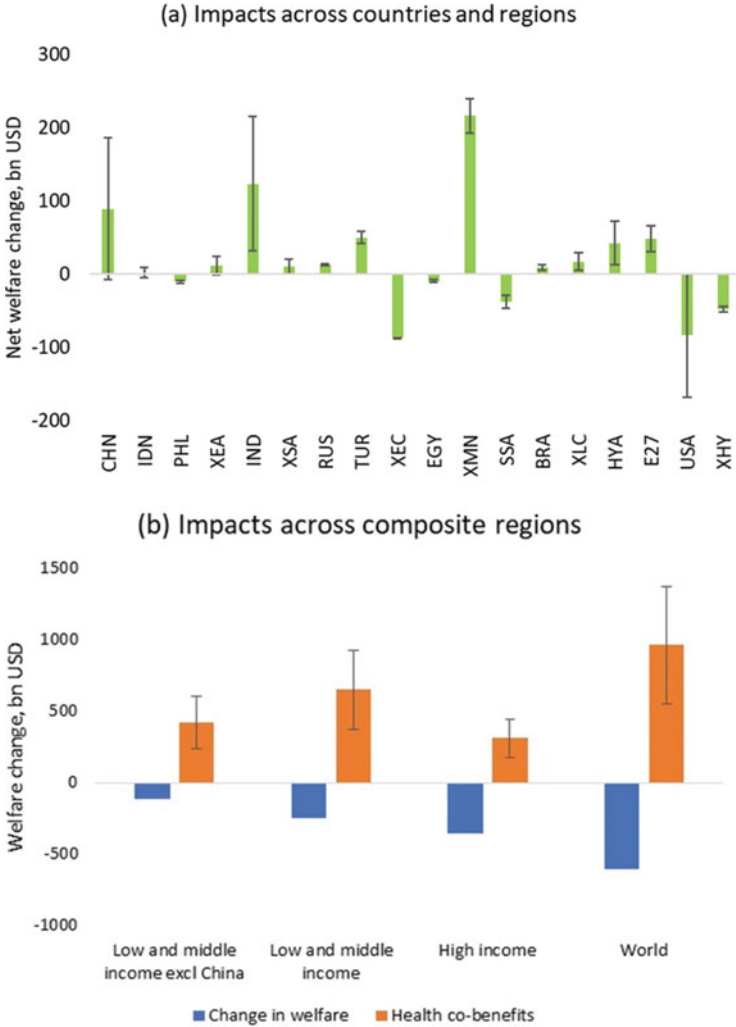 (a) Impacts across countries and regions
300
200
100
0
-100
-200
Net welfare change, bn USD
CHN
IDN
PHL
XEA
IND
XSA
RUS
TUR
XEC
EGY
XMN
SSA
BRA
XLC
HYA
E27
USA
XHY
(b) Impacts across composite regions
1500
1000
500
0
-500
-1000
Welfare change, bn USD
Low and middle
income excl China
Low and middle
income
High income
World
Change in welfare
Health co-benefits